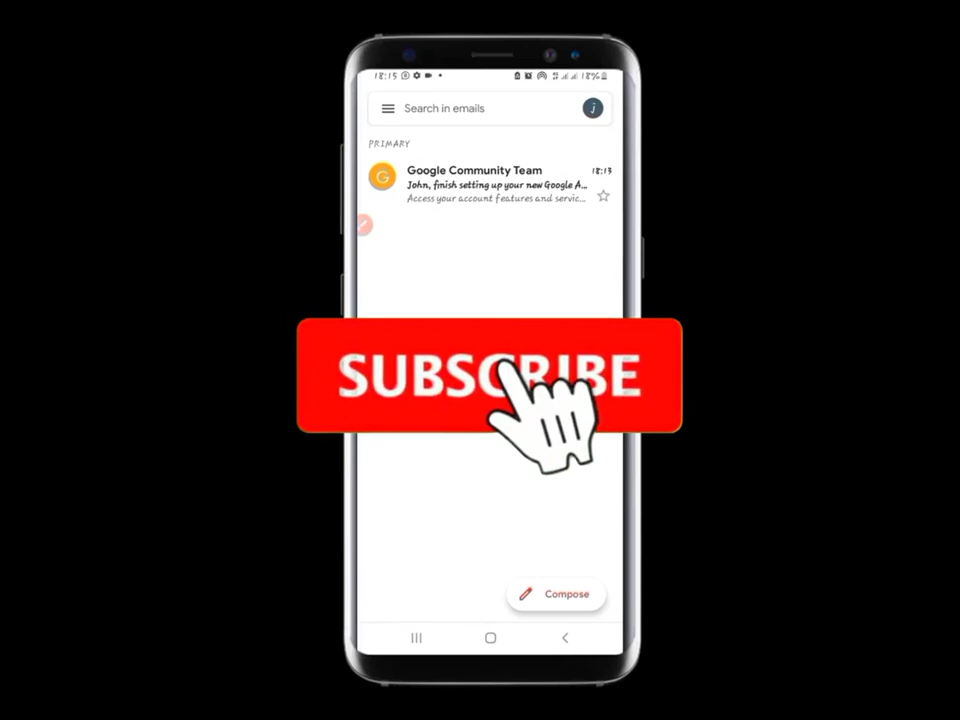 18:15 18%
Search in emails j
PRIMARY
G Google Community Team 18:13
John, finish setting up your new Google A...
Access your account features and servic...
SUBSCRIBE
Compose